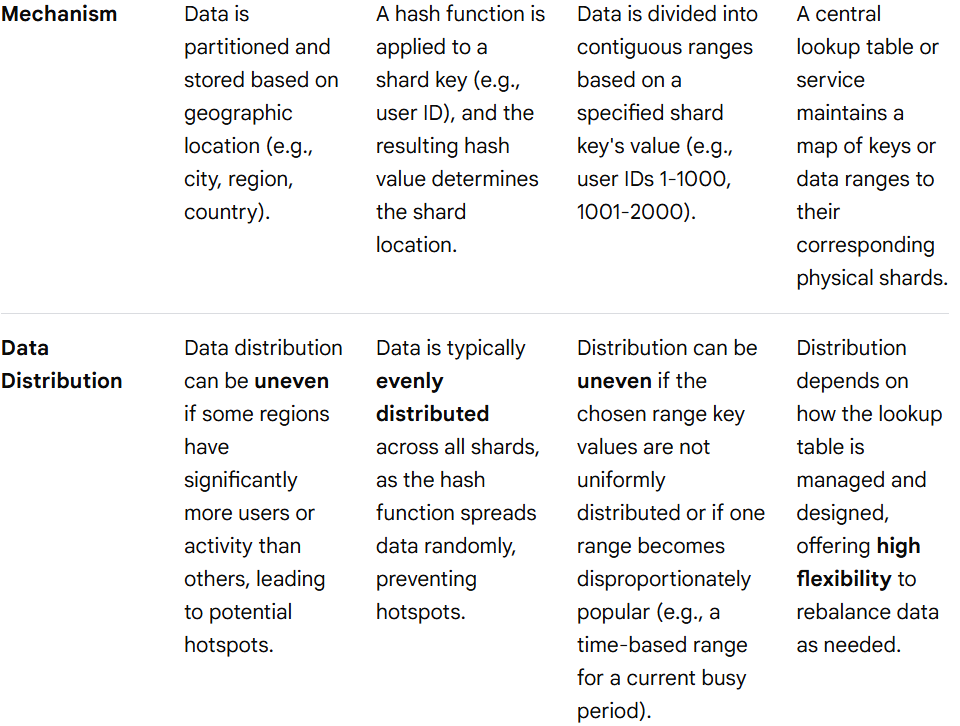 Mechanism
Data is
partitioned and
stored based on
geographic
location (e.g.,
city, region,
country).
A hash function is
applied to a
shard key (e.g.,
user ID), and the
resulting hash
value determines
the shard
location.
Data is divided into
contiguous ranges
based on a
specified shard
key's value (e.g.,
user IDs 1-1000,
1001-2000).
A central
lookup table or
service
maintains a
map of keys or
data ranges to
their
corresponding
physical shards.
Data
Distribution
Data distribution
can be uneven
if some regions
have
significantly
more users or
activity than
others, leading
to potential
hotspots.
Data is typically
evenly
distributed
across all shards,
as the hash
function spreads
data randomly,
preventing
hotspots.
Distribution can be
uneven if the
chosen range key
values are not
uniformly
distributed or if one
range becomes
disproportionately
popular (e.g., a
time-based range
for a current busy
period).
Distribution
depends on
how the lookup
table is
managed and
designed,
offering high
flexibility to
rebalance data
as needed.